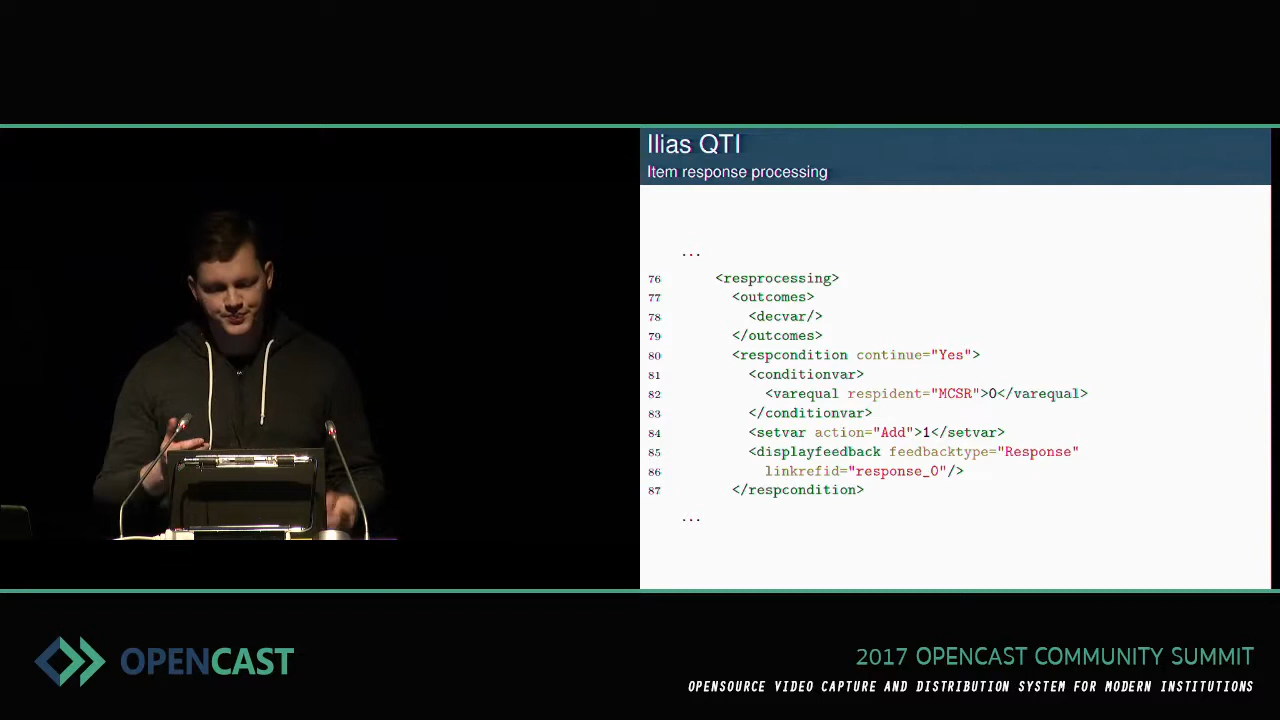 Ilias QTI
Item response processing
...
76 <resprocessing>
77 <outcomes>
78 <decvar/>
79 </outcomes>
80 <respcondition continue="Yes">
81 <conditionvar>
82 <varequal respident="MCSR">0</varequal>
83 </conditionvar>
84 <setvar action="Add">1</setvar>
85 <displayfeedback feedbacktype="Response"
86 linkrefid="response_0"/>
87 </respcondition>
...
OPENCAST
2017 OPENCAST COMMUNITY SUMMIT
OPENSOURCE VIDEO CAPTURE AND DISTRIBUTION SYSTEM FOR MODERN INSTITUTIONS